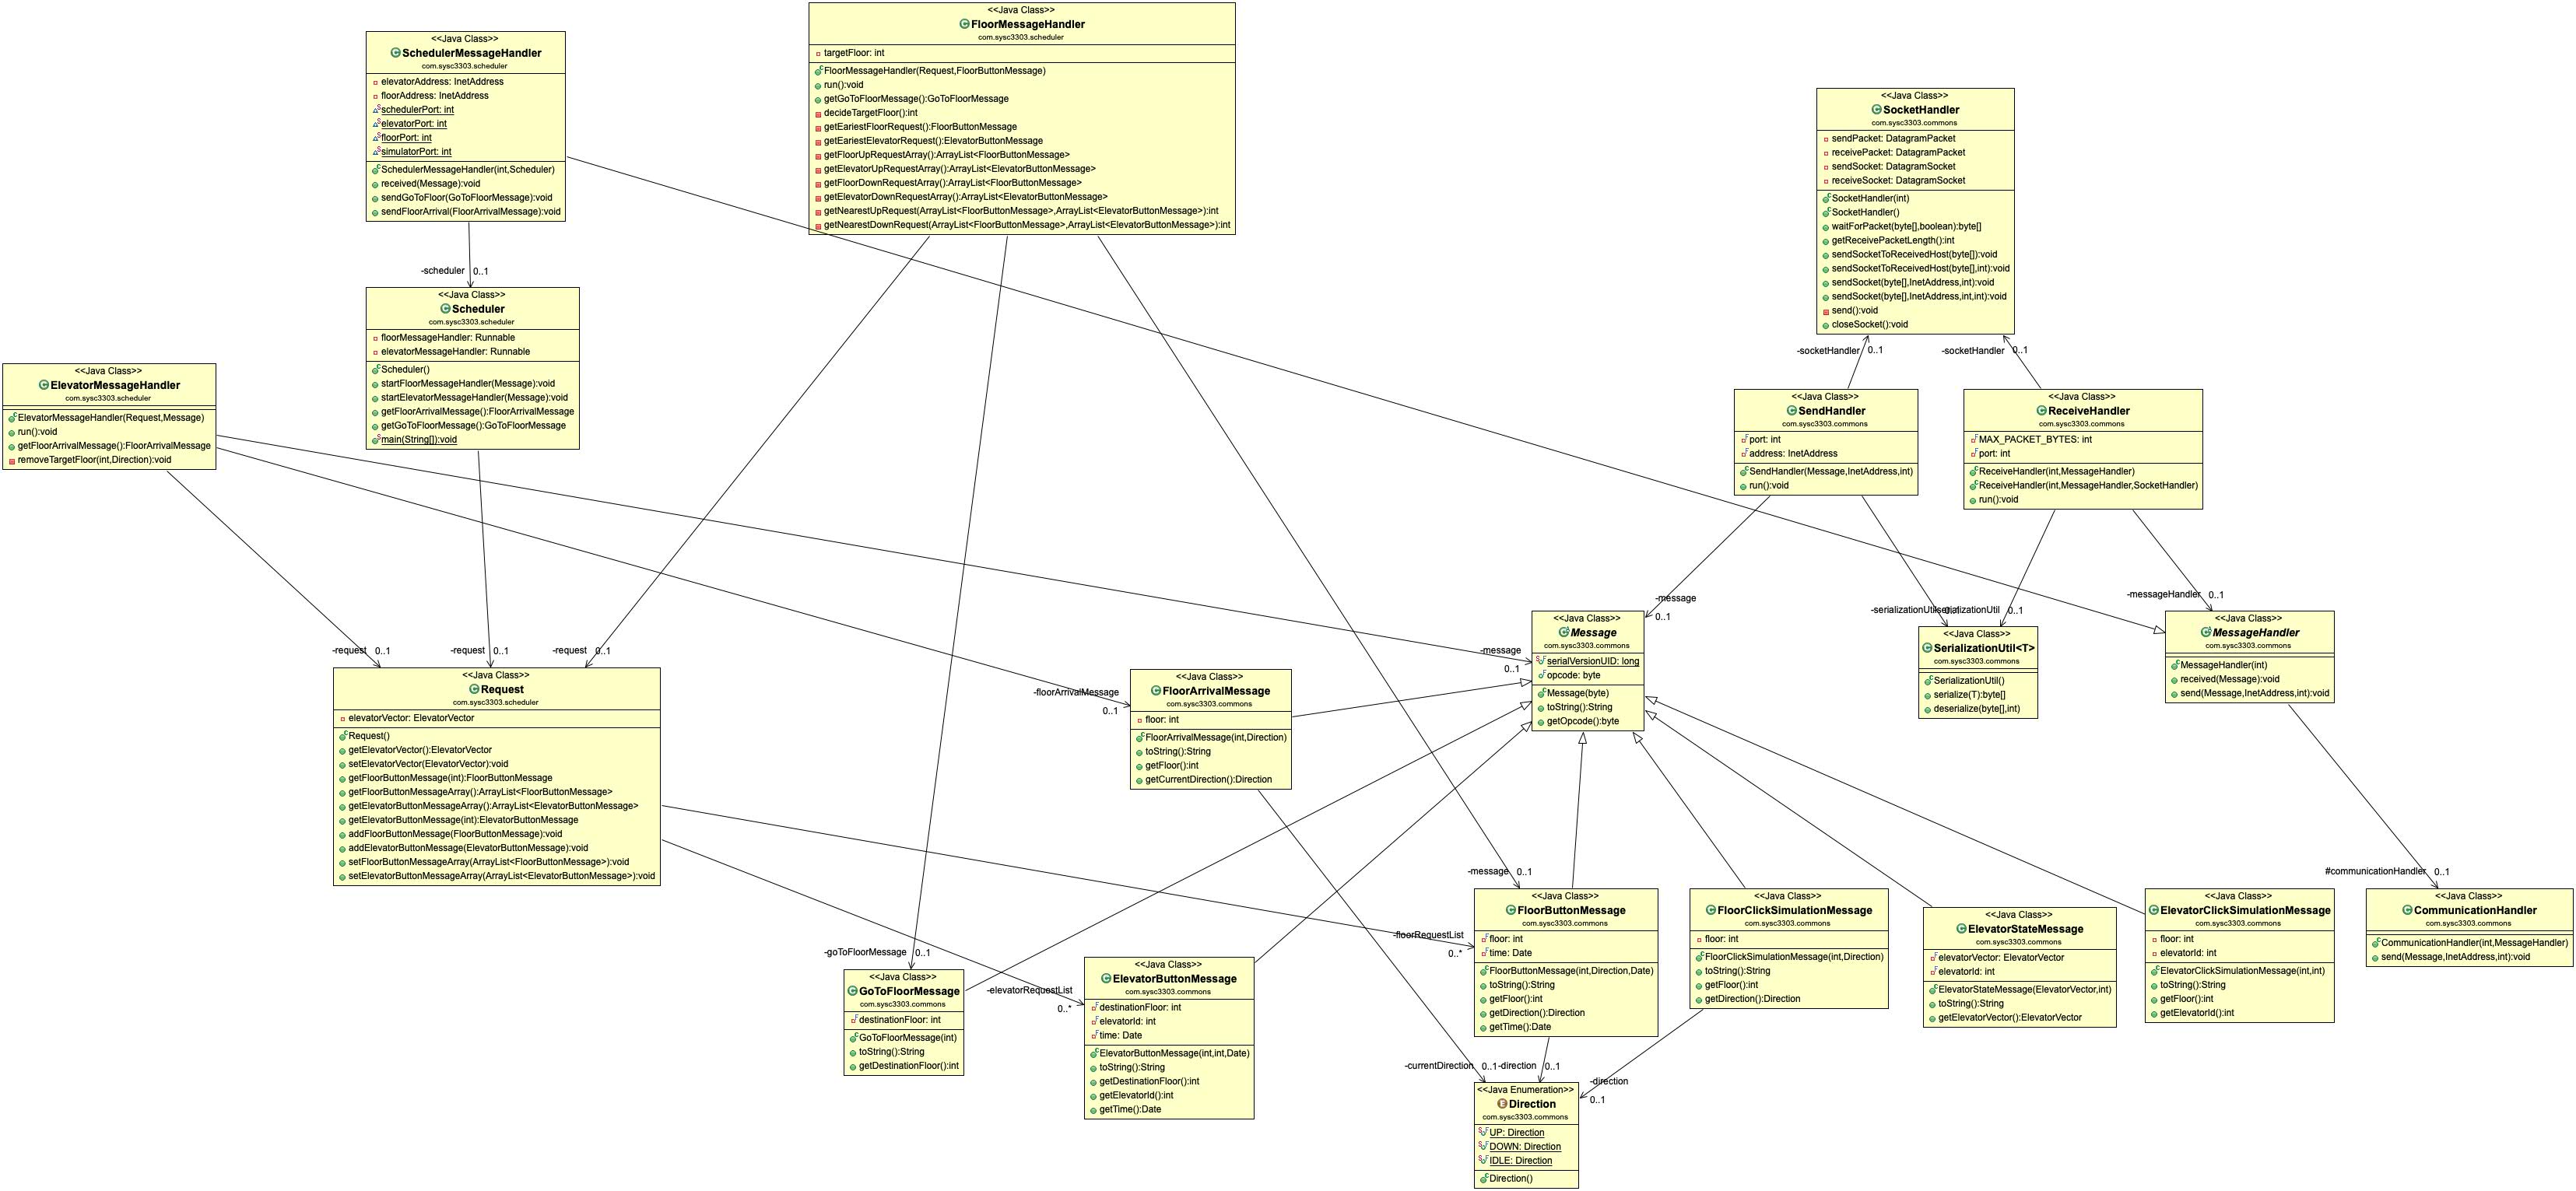 <<Java Class>>
FloorMessageHandler
com.sysc3303.scheduler
targetFloor: int
FloorMessageHandler(Request,FloorButtonMessage)
run():void
getGoToFloorMessage():GoToFloorMessage
decideTargetFloor():int
getEariestFloorRequest():FloorButtonMessage
getEariestElevatorRequest():ElevatorButtonMessage
getFloorUpRequestArray():ArrayList<FloorButtonMessage>
getElevatorUpRequestArray():ArrayList<ElevatorButtonMessage>
getFloorDownRequestArray():ArrayList<FloorButtonMessage>
getElevatorDownRequestArray():ArrayList<ElevatorButtonMessage>
getNearestUpRequest(ArrayList<FloorButtonMessage>,ArrayList<ElevatorButtonMessage>):int
getNearestDownRequest(ArrayList<FloorButtonMessage>,ArrayList<ElevatorButtonMessage>):int
<<Java Class>>
SchedulerMessageHandler
com.sysc3303.scheduler
elevatorAddress: InetAddress
floorAddress: InetAddress
schedulerPort: int
elevatorPort: int
floorPort: int
simulatorPort: int
SchedulerMessageHandler(int,Scheduler)
received(Message):void
sendGoToFloor(GoToFloorMessage):void
sendFloorArrival(FloorArrivalMessage):void
-scheduler 0..1
<<Java Class>>
SocketHandler
com.sysc3303.commons
sendPacket: DatagramPacket
receivePacket: DatagramPacket
sendSocket: DatagramSocket
receiveSocket: DatagramSocket
SocketHandler(int)
SocketHandler()
waitForPacket(byte[],boolean):byte[]
getReceivePacketLength():int
sendSocketToReceivedHost(byte[]):void
sendSocketToReceivedHost(byte[],int):void
sendSocket(byte[],InetAddress,int):void
sendSocket(byte[],InetAddress,int,int):void
send():void
closeSocket():void
-socketHandler 0..1
-socketHandler 0..1
<<Java Class>>
Scheduler
com.sysc3303.scheduler
floorMessageHandler: Runnable
elevatorMessageHandler: Runnable
Scheduler()
startFloorMessageHandler(Message):void
startElevatorMessageHandler(Message):void
getFloorArrivalMessage():FloorArrivalMessage
getGoToFloorMessage():GoToFloorMessage
main(String[]):void
<<Java Class>>
ElevatorMessageHandler
com.sysc3303.scheduler
ElevatorMessageHandler(Request,Message)
run():void
getFloorArrivalMessage():FloorArrivalMessage
removeTargetFloor(int,Direction):void
<<Java Class>>
SendHandler
com.sysc3303.commons
port: int
address: InetAddress
SendHandler(Message,InetAddress,int)
run():void
<<Java Class>>
ReceiveHandler
com.sysc3303.commons
MAX_PACKET_BYTES: int
port: int
ReceiveHandler(int,MessageHandler)
ReceiveHandler(int,MessageHandler,SocketHandler)
run():void
-message
0..1
-serializationUtil
-serializationUtil 0..1
-messageHandler 0..1
-request 0..1
-request 0..1
-request 0..1
-message
0..1
-floorArrivalMessage
0..1
<<Java Class>>
Message
com.sysc3303.commons
serialVersionUID: long
opcode: byte
Message(byte)
toString():String
getOpcode():byte
<<Java Class>>
SerializationUtil<T>
com.sysc3303.commons
SerializationUtil()
serialize(T):byte[]
deserialize(byte[],int)
<<Java Class>>
MessageHandler
com.sysc3303.commons
MessageHandler(int)
received(Message):void
send(Message,InetAddress,int):void
<<Java Class>>
Request
com.sysc3303.scheduler
elevatorVector: ElevatorVector
Request()
getElevatorVector():ElevatorVector
setElevatorVector(ElevatorVector):void
getFloorButtonMessage(int):FloorButtonMessage
getFloorButtonMessageArray():ArrayList<FloorButtonMessage>
getElevatorButtonMessageArray():ArrayList<ElevatorButtonMessage>
getElevatorButtonMessage(int):ElevatorButtonMessage
addFloorButtonMessage(FloorButtonMessage):void
addElevatorButtonMessage(ElevatorButtonMessage):void
setFloorButtonMessageArray(ArrayList<FloorButtonMessage>):void
setElevatorButtonMessageArray(ArrayList<ElevatorButtonMessage>):void
<<Java Class>>
FloorArrivalMessage
com.sysc3303.commons
floor: int
FloorArrivalMessage(int,Direction)
toString():String
getFloor():int
getCurrentDirection():Direction
-message 0..1
#communicationHandler 0..1
-floorRequestList
0..*
-goToFloorMessage 0..1
-elevatorRequestList
0..*
<<Java Class>>
GoToFloorMessage
com.sysc3303.commons
destinationFloor: int
GoToFloorMessage(int)
toString():String
getDestinationFloor():int
<<Java Class>>
ElevatorButtonMessage
com.sysc3303.commons
destinationFloor: int
elevatorId: int
time: Date
ElevatorButtonMessage(int,int,Date)
toString():String
getDestinationFloor():int
getElevatorId():int
getTime():Date
<<Java Class>>
FloorButtonMessage
com.sysc3303.commons
floor: int
time: Date
FloorButtonMessage(int,Direction,Date)
toString():String
getFloor():int
getDirection():Direction
getTime():Date
<<Java Class>>
FloorClickSimulationMessage
com.sysc3303.commons
floor: int
FloorClickSimulationMessage(int,Direction)
toString():String
getFloor():int
getDirection():Direction
<<Java Class>>
ElevatorStateMessage
com.sysc3303.commons
elevatorVector: ElevatorVector
elevatorId: int
ElevatorStateMessage(ElevatorVector,int)
toString():String
getElevatorVector():ElevatorVector
<<Java Class>>
ElevatorClickSimulationMessage
com.sysc3303.commons
floor: int
elevatorId: int
ElevatorClickSimulationMessage(int,int)
toString():String
getFloor():int
getElevatorId():int
<<Java Class>>
CommunicationHandler
com.sysc3303.commons
CommunicationHandler(int,MessageHandler)
send(Message,InetAddress,int):void
-currentDirection 0..1
-direction 0..1
-direction
0..1
<<Java Enumeration>>
Direction
com.sysc3303.commons
UP: Direction
DOWN: Direction
IDLE: Direction
Direction()